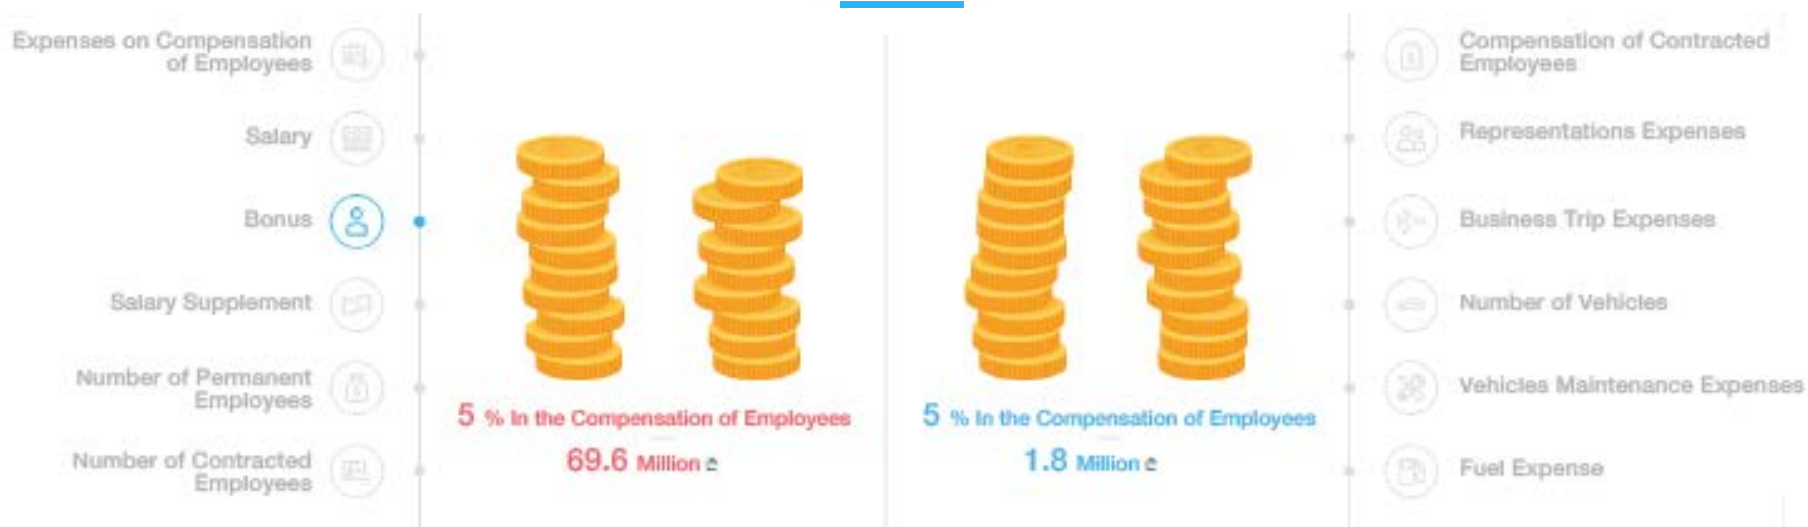 Expenses on Compensation
of Employees
Salary
Bonus
Salary Supplement
Number of Permanent
Employees
Number of Contracted
Employees
5 % In the Compensation of Employees
69.6 Million ₾
5 % In the Compensation of Employees
1.8 Million ₾
Compensation of Contracted
Employees
Representations Expenses
Business Trip Expenses
Number of Vehicles
Vehicles Maintenance Expenses
Fuel Expense